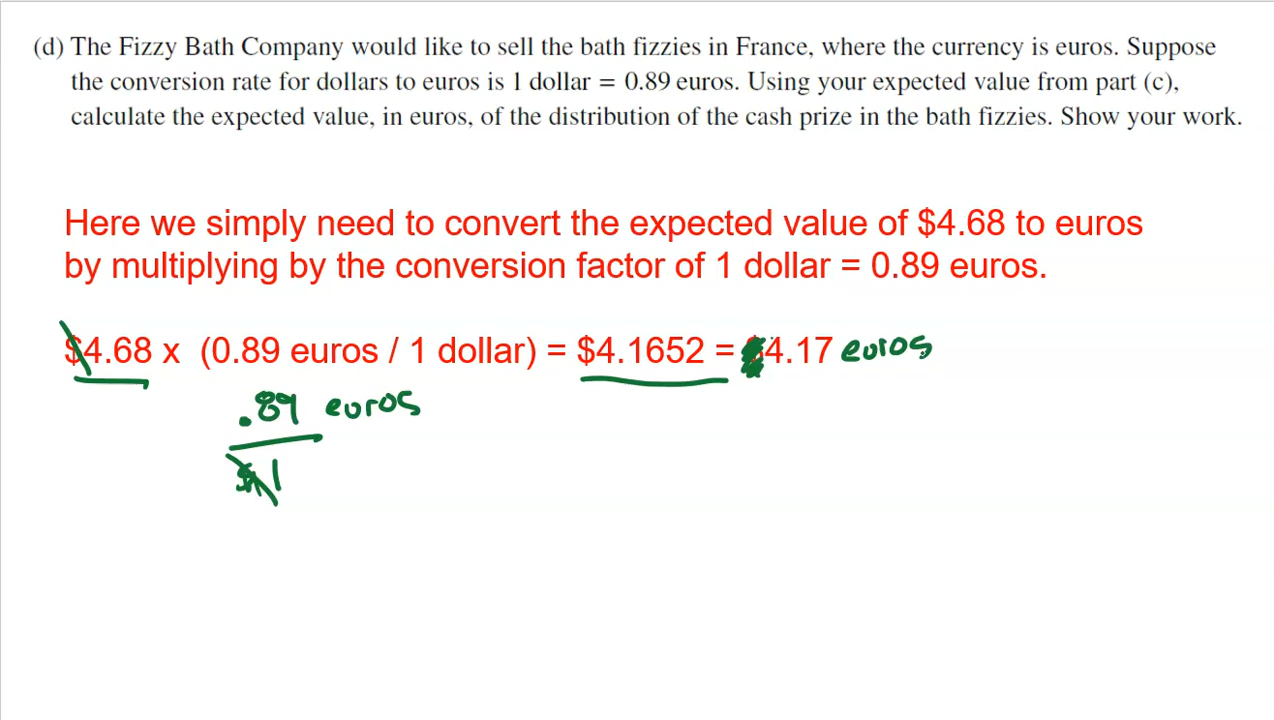 (d) The Fizzy Bath Company would like to sell the bath fizzies in France, where the currency is euros. Suppose
the conversion rate for dollars to euros is 1 dollar = 0.89 euros. Using your expected value from part (c),
calculate the expected value, in euros, of the distribution of the cash prize in the bath fizzies. Show your work.
Here we simply need to convert the expected value of $4.68 to euros
by multiplying by the conversion factor of 1 dollar = 0.89 euros.
$4.68 x (0.89 euros / 1 dollar) = $4.1652 = $4.17 euros
.89 euros
$1